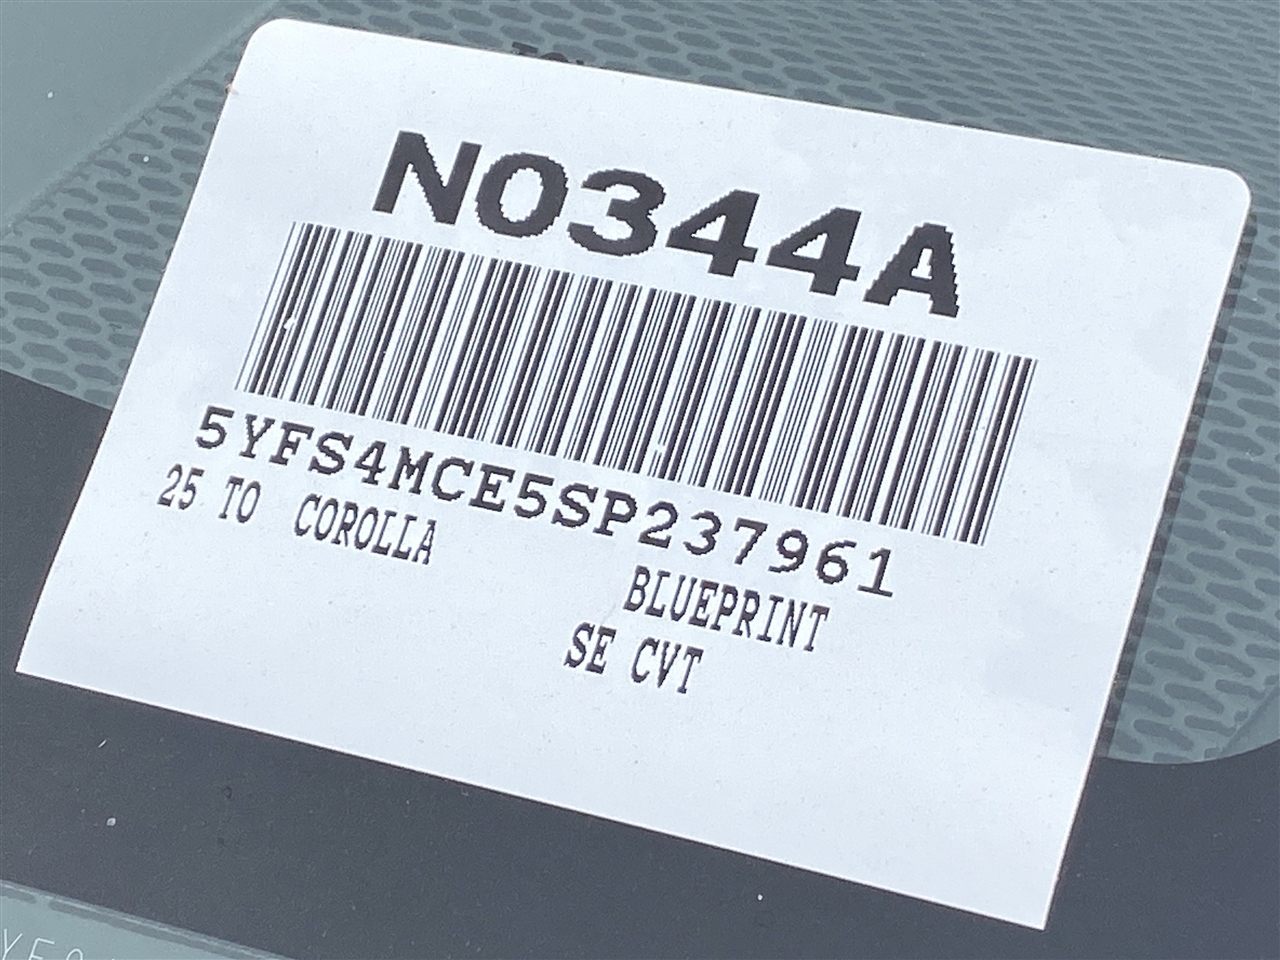 N0344A
5YFS4MCE5SP237961
25 TO COROLLA
BLUEPRINT
SE CVT